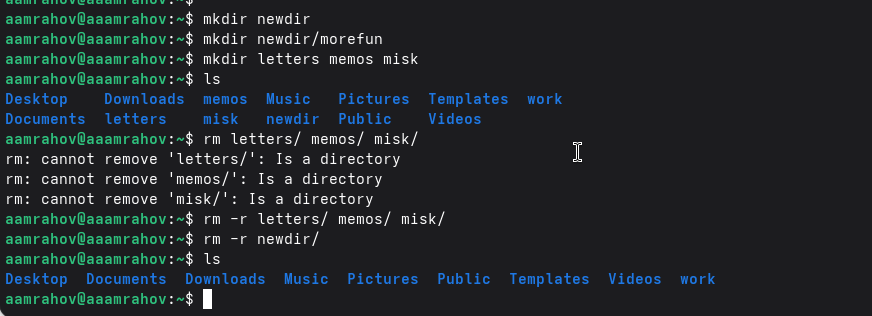 aamrahov@aaamrahov:~$ mkdir newdir
aamrahov@aaamrahov:~$ mkdir newdir/morefun
aamrahov@aaamrahov:~$ mkdir letters memos misk
aamrahov@aaamrahov:~$ ls
Desktop    Downloads  memos  Music   Pictures  Templates  work
Documents  letters    misk   newdir  Public    Videos
aamrahov@aaamrahov:~$ rm letters/ memos/ misk/
rm: cannot remove 'letters/': Is a directory
rm: cannot remove 'memos/': Is a directory
rm: cannot remove 'misk/': Is a directory
aamrahov@aaamrahov:~$ rm -r letters/ memos/ misk/
aamrahov@aaamrahov:~$ rm -r newdir/
aamrahov@aaamrahov:~$ ls
Desktop  Documents  Downloads  Music  Pictures  Public  Templates  Videos  work
aamrahov@aaamrahov:~$